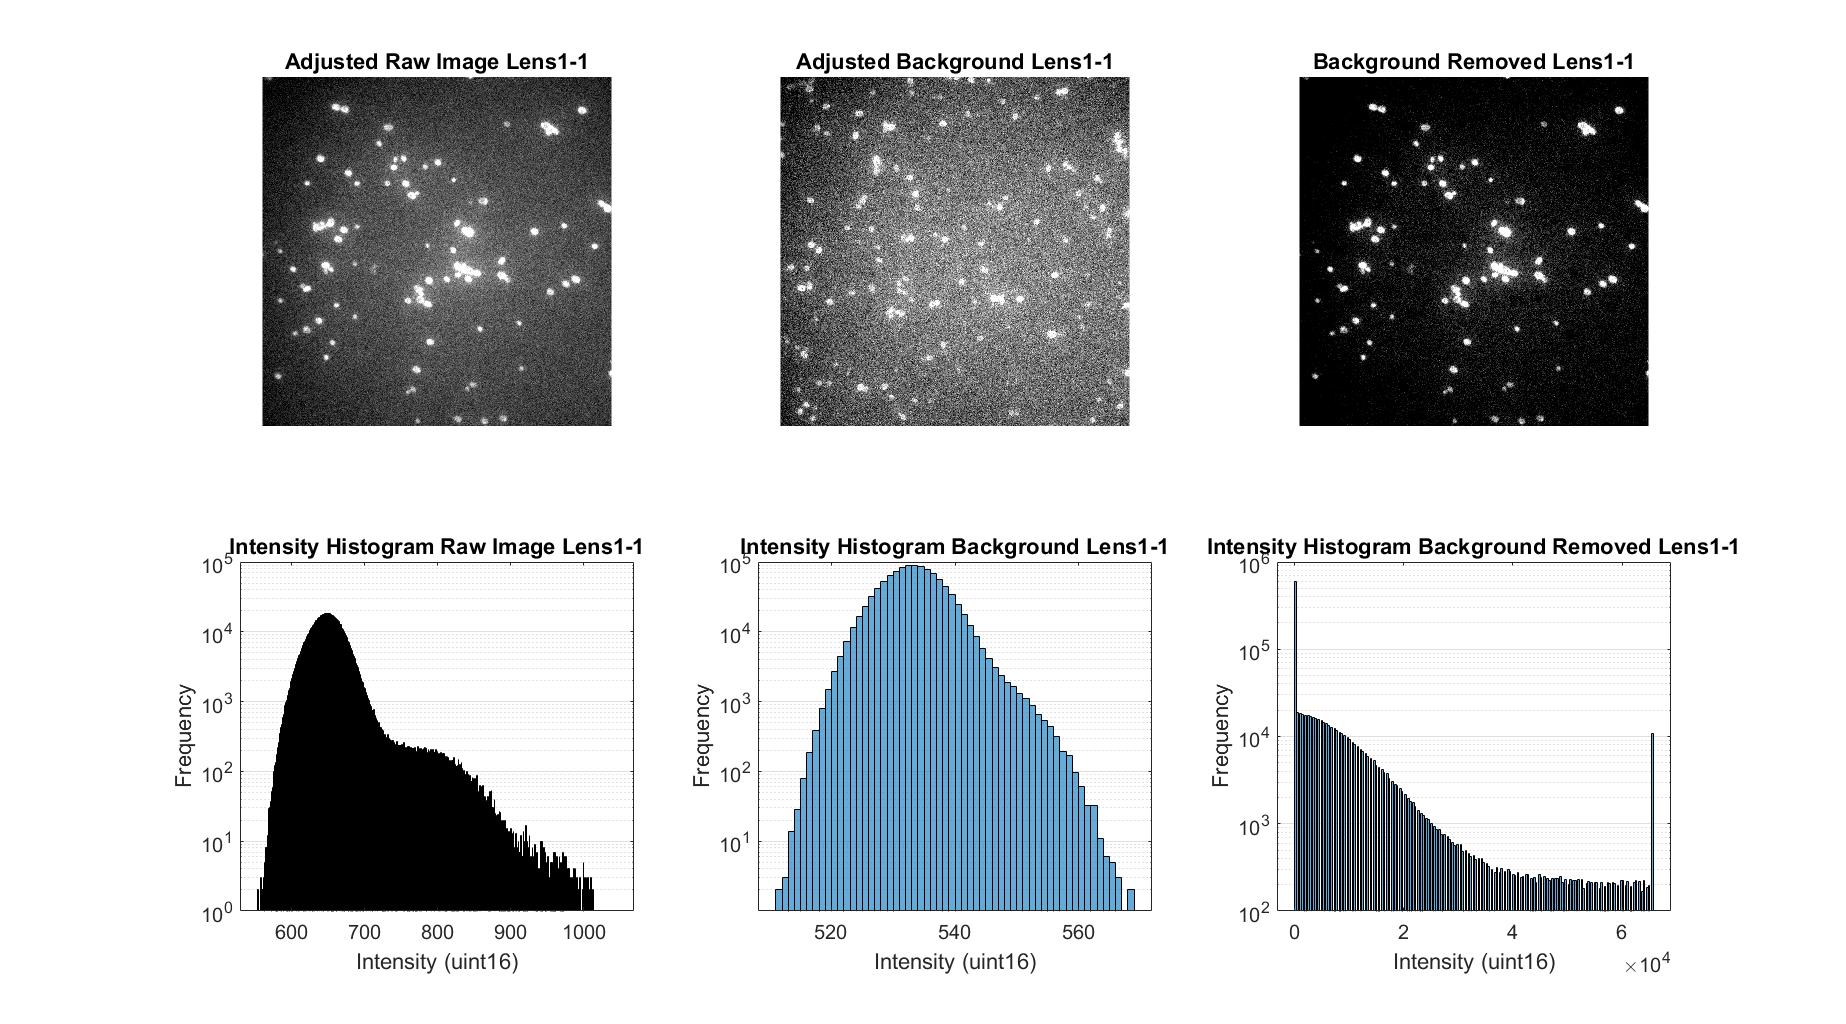 Adjusted Raw Image Lens1-1
Adjusted Background Lens1-1
Background Removed Lens1-1
Intensity Histogram Raw Image Lens1-1
10^5
10^4
10^3
10^2
10^1
10^0
Frequency
600 700 800 900 1000
Intensity (uint16)
Intensity Histogram Background Lens1-1
10^5
10^4
10^3
10^2
10^1
Frequency
520 540 560
Intensity (uint16)
Intensity Histogram Background Removed Lens1-1
10^6
10^5
10^4
10^3
10^2
Frequency
0 2 4 6
×10^4
Intensity (uint16)